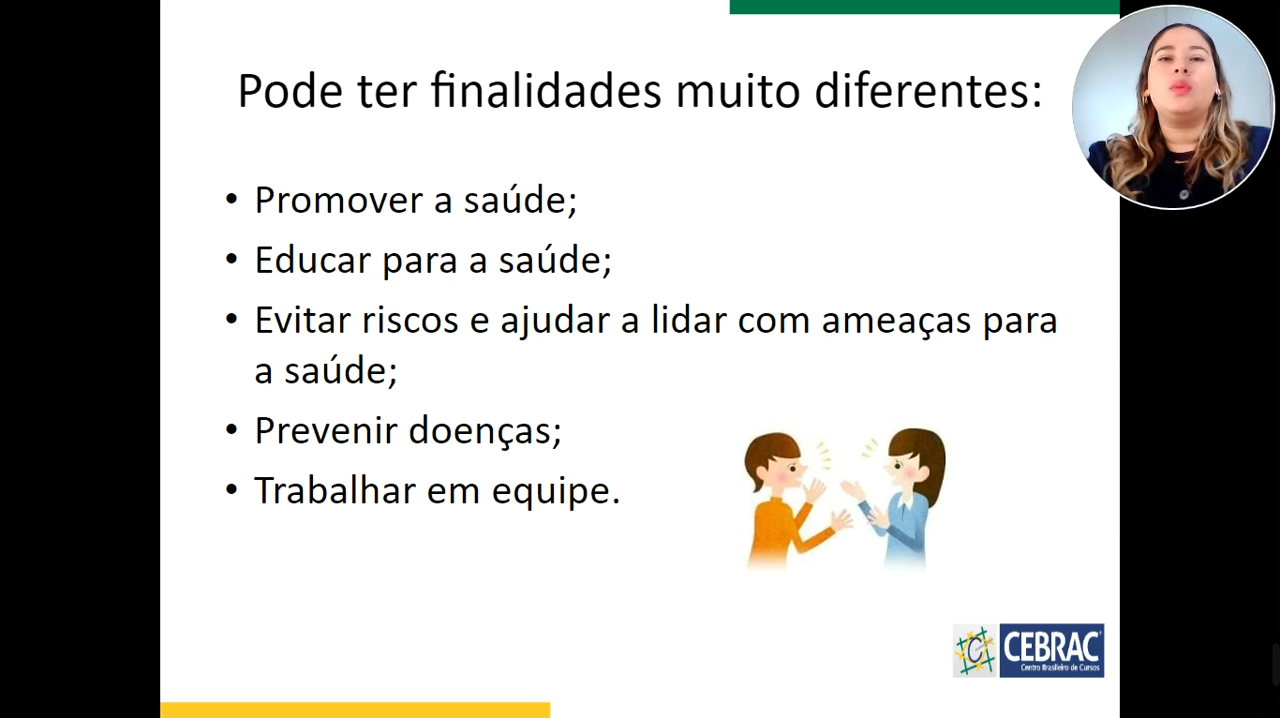 Pode ter finalidades muito diferentes:
• Promover a saúde;
• Educar para a saúde;
• Evitar riscos e ajudar a lidar com ameaças para
a saúde;
• Prevenir doenças;
• Trabalhar em equipe.
CEBRAC
Centro Brasileiro de Cursos